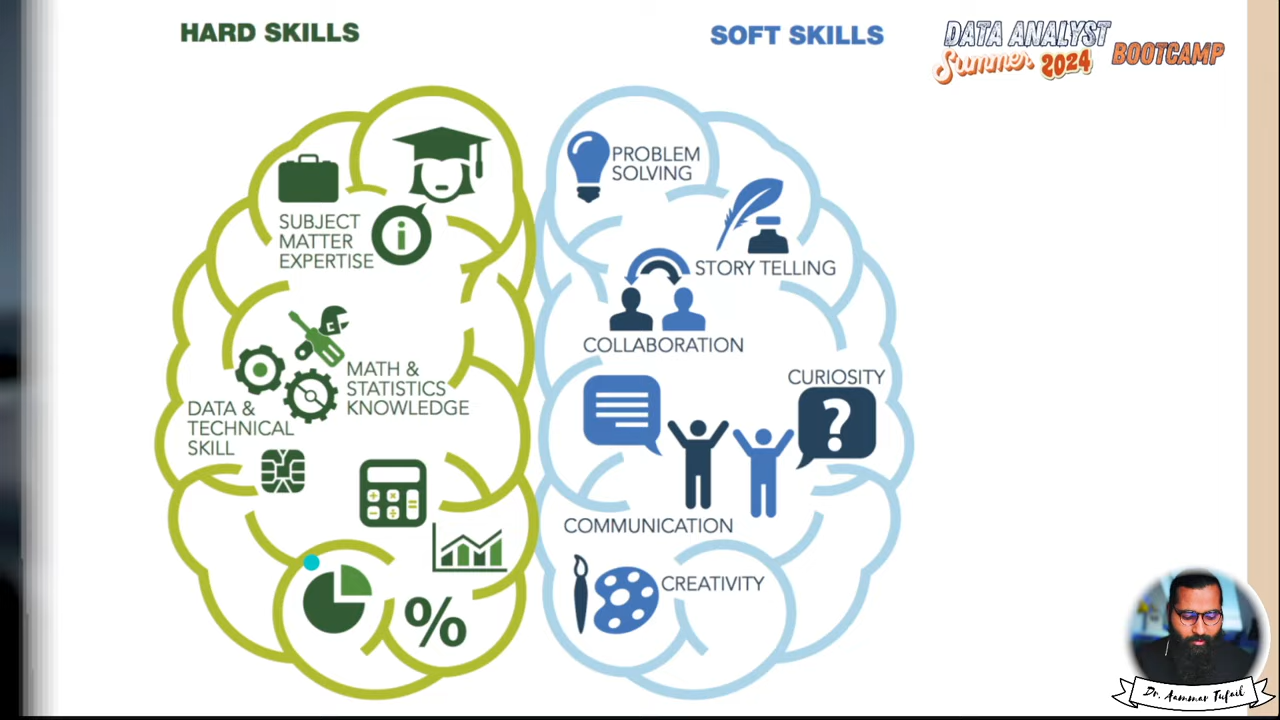 HARD SKILLS
SOFT SKILLS
DATA ANALYST
Summer 2024
BOOTCAMP
SUBJECT
MATTER
EXPERTISE
i
MATH &
STATISTICS
KNOWLEDGE
DATA &
TECHNICAL
SKILL
%
PROBLEM
SOLVING
STORY TELLING
COLLABORATION
CURIOSITY
?
COMMUNICATION
CREATIVITY
Dr. Aammar Tufail